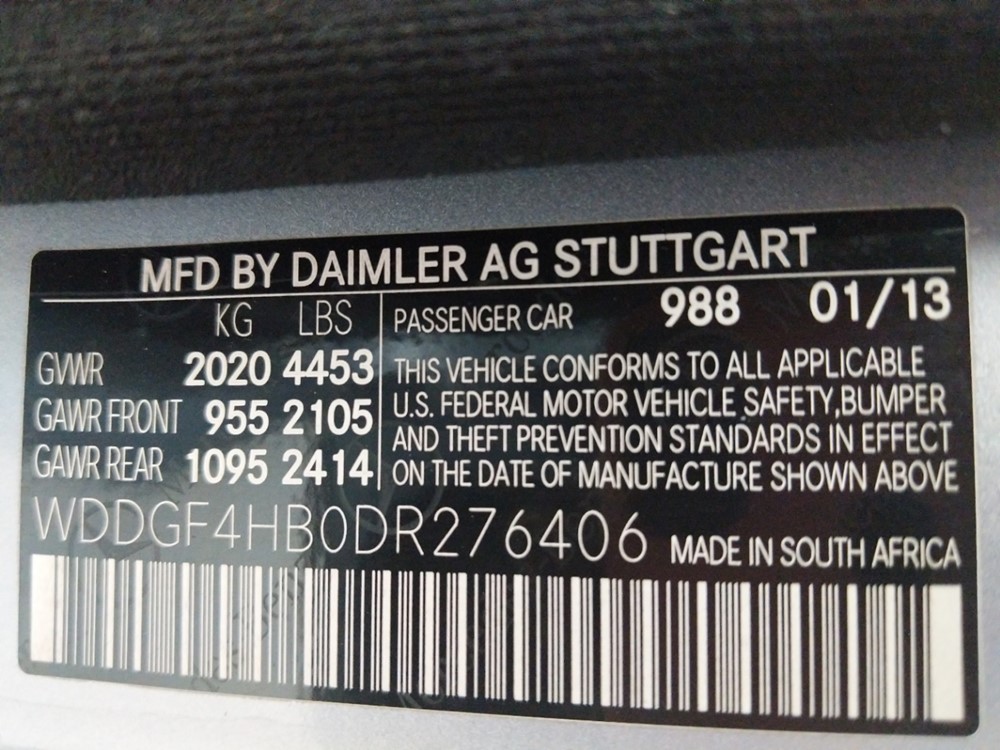 MFD BY DAIMLER AG STUTTGART
KG LBS
GVWR 2020 4453
GAWR FRONT 955 2105
GAWR REAR 1095 2414
PASSENGER CAR 988 01/13
THIS VEHICLE CONFORMS TO ALL APPLICABLE
U.S. FEDERAL MOTOR VEHICLE SAFETY,BUMPER
AND THEFT PREVENTION STANDARDS IN EFFECT
ON THE DATE OF MANUFACTURE SHOWN ABOVE
WDDGF4HB0DR276406 MADE IN SOUTH AFRICA